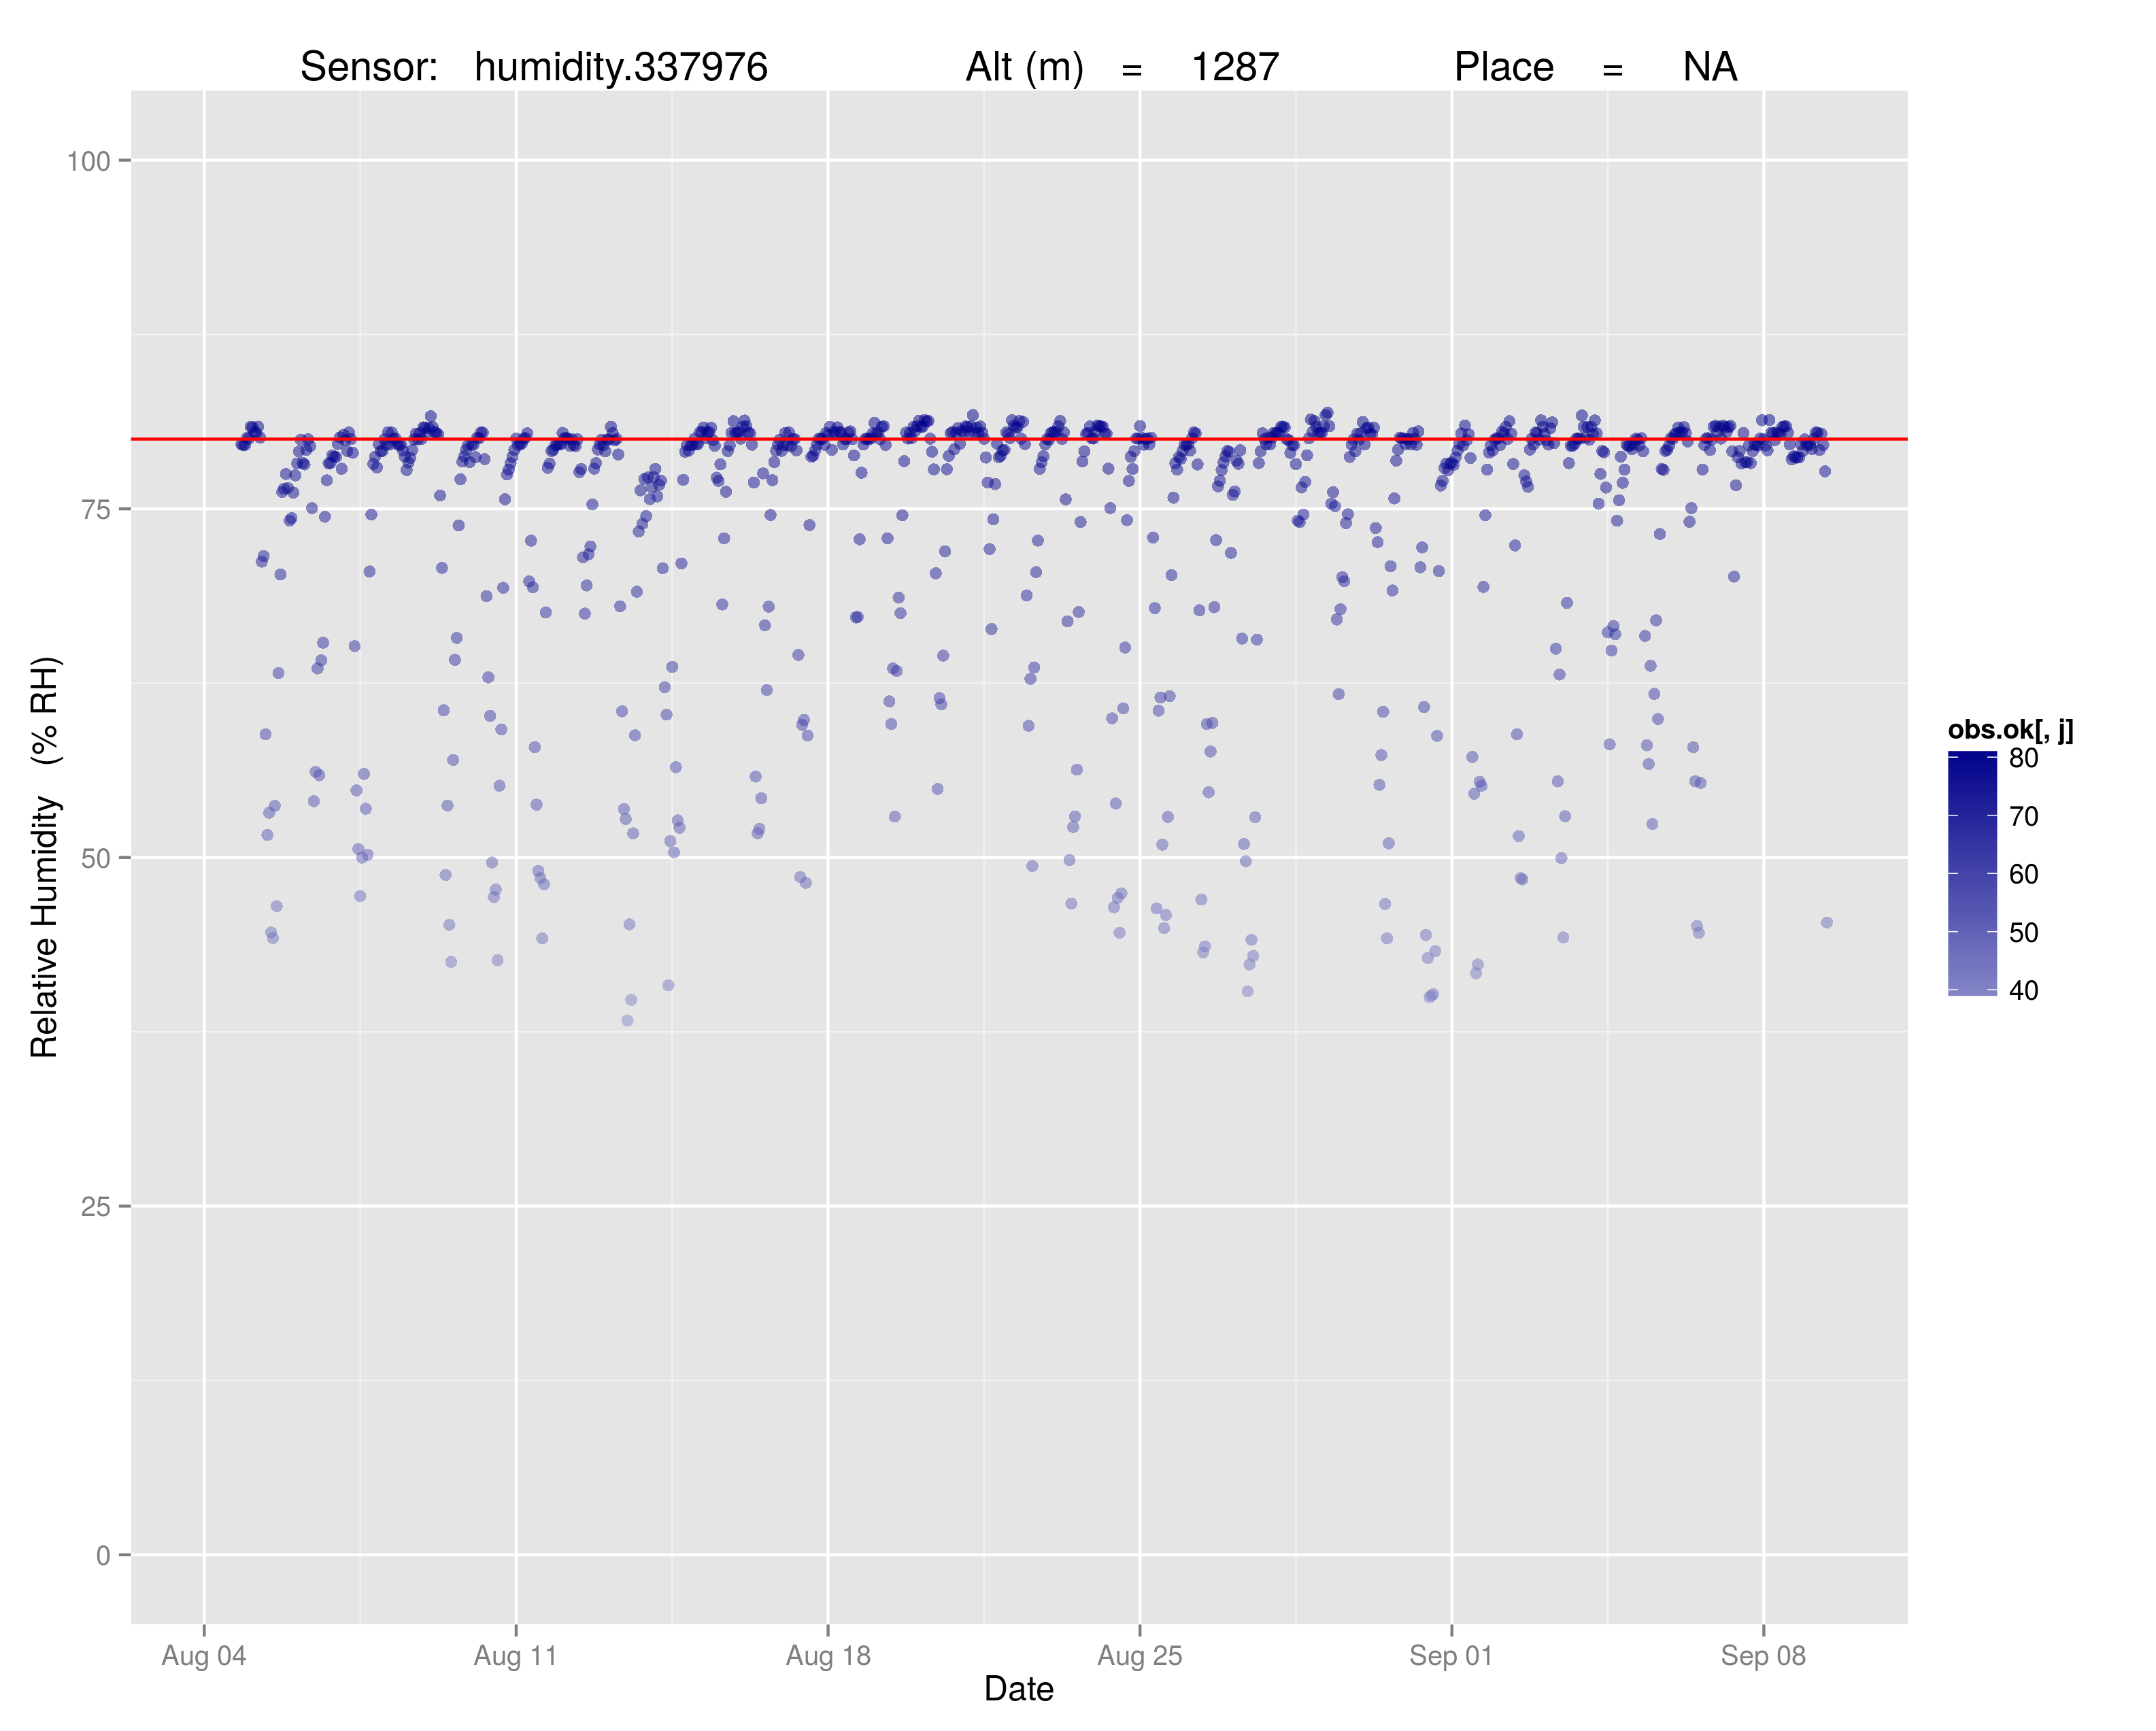 Sensor: humidity.337976 Alt (m) = 1287 Place = NA
100
75
50
25
0
Relative Humidity (% RH)
Aug 04 Aug 11 Aug 18 Aug 25 Sep 01 Sep 08
Date
obs.ok[, j]
80
70
60
50
40